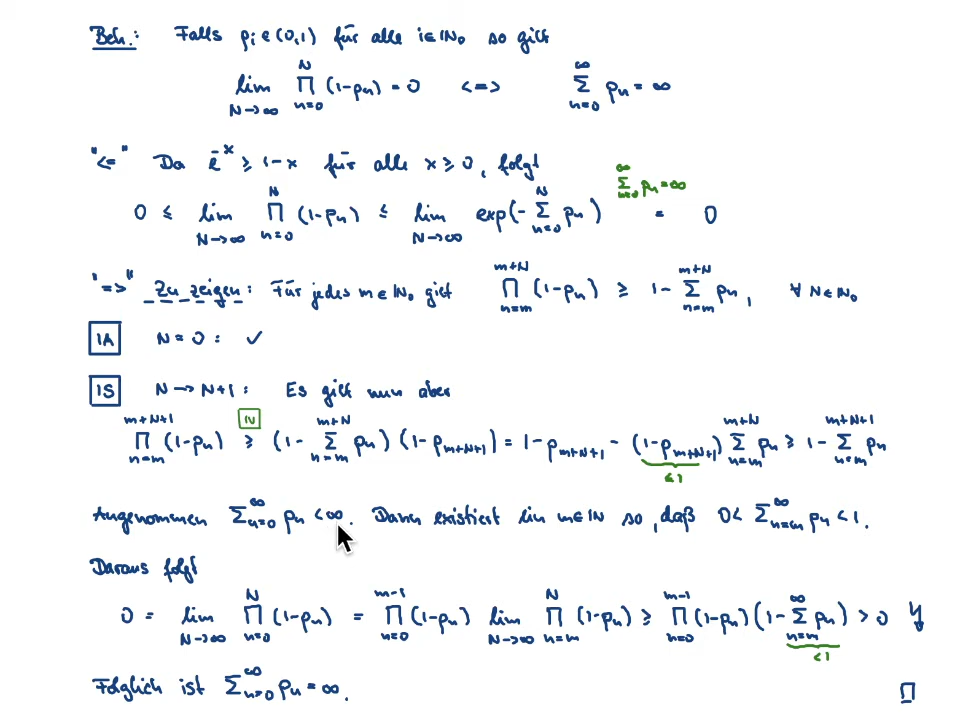 Beh.: Falls pᵢ ∈ (0,1) für alle i ∈ ℕ₀ so gilt
lim_{N→∞} ∏_{n=0}^{N} (1-pₙ) = 0 <=> ∑_{n=0}^{∞} pₙ = ∞
"<=" Da e^{-x} ≥ 1-x für alle x ≥ 0, folgt
0 ≤ lim_{N→∞} ∏_{n=0}^{N} (1-pₙ) ≤ lim_{N→∞} exp(-∑_{n=0}^{N} pₙ) = 0
∑_{n=0}^{∞} pₙ = ∞
"=>" Zu zeigen: Für jedes m ∈ ℕ₀ gilt ∏_{n=m}^{m+N} (1-pₙ) ≥ 1 - ∑_{n=m}^{m+N} pₙ, ∀ N ∈ ℕ₀
IA N = 0 : ✓
IS N → N+1 : Es gilt nun aber
∏_{n=m}^{m+N+1} (1-pₙ) ≥ (1 - ∑_{n=m}^{m+N} pₙ) (1-p_{m+N+1}) = 1 - p_{m+N+1} - (1-p_{m+N+1}) ∑_{n=m}^{m+N} pₙ ≥ 1 - ∑_{n=m}^{m+N+1} pₙ
<1
Angenommen ∑_{n=0}^{∞} pₙ < ∞. Dann existiert ein m ∈ ℕ so, daß 0 < ∑_{n=m}^{∞} pₙ < 1.
Daraus folgt
0 = lim_{N→∞} ∏_{n=0}^{N} (1-pₙ) = ∏_{n=0}^{m-1} (1-pₙ) lim_{N→∞} ∏_{n=m}^{N} (1-pₙ) ≥ ∏_{n=0}^{m-1} (1-pₙ) (1 - ∑_{n=m}^{∞} pₙ) > 0 ↯
<1
Folglich ist ∑_{n=0}^{∞} pₙ = ∞. □